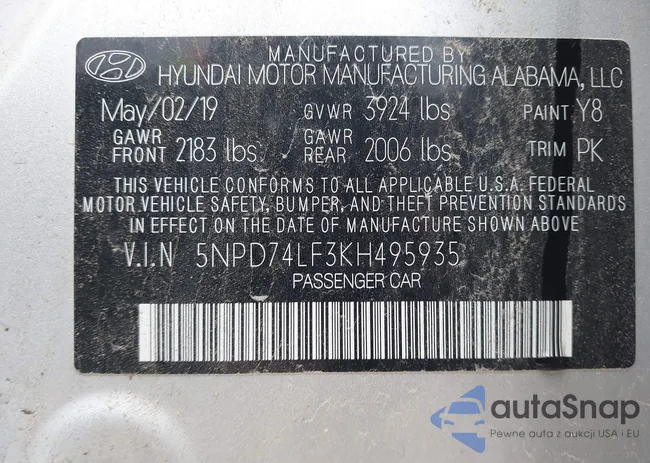 MANUFACTURED BY
HYUNDAI MOTOR MANUFACTURING ALABAMA, LLC
May/02/19 GVWR 3924 lbs PAINT Y8
GAWR FRONT 2183 lbs GAWR REAR 2006 lbs TRIM PK
THIS VEHICLE CONFORMS TO ALL APPLICABLE U.S.A. FEDERAL
MOTOR VEHICLE SAFETY, BUMPER, AND THEFT PREVENTION STANDARDS
IN EFFECT ON THE DATE OF MANUFACTURE SHOWN ABOVE
V.I.N 5NPD74LF3KH495935
PASSENGER CAR
autaSnap
Pewne auta z aukcji USA i EU